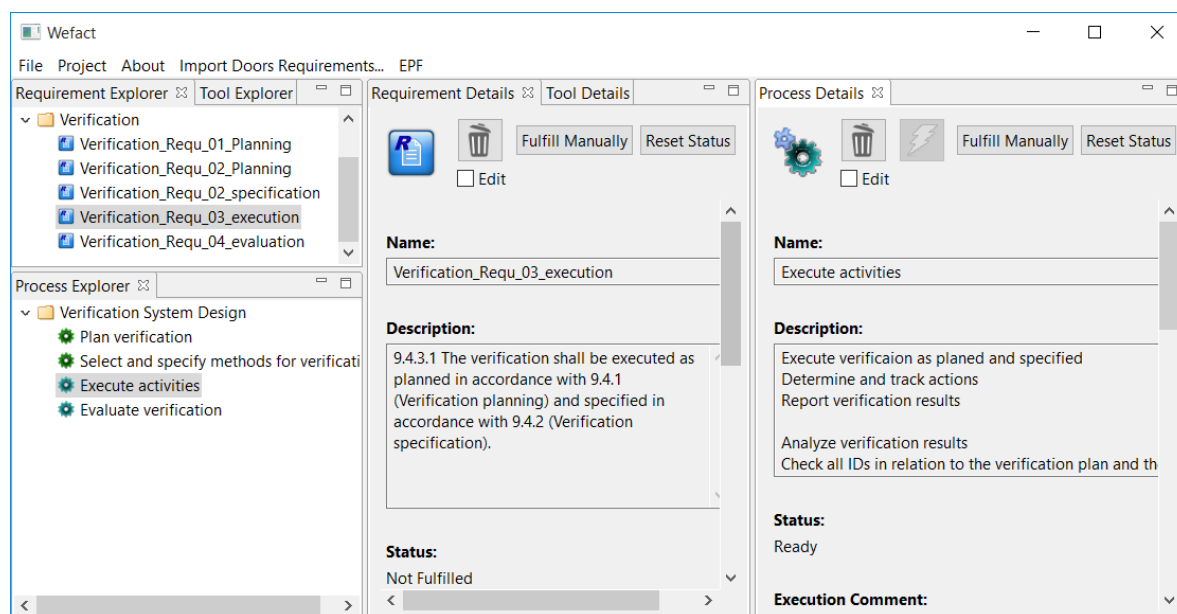 Wefact
File Project About Import Doors Requirements... EPF
Requirement Explorer Tool Explorer
Verification
Verification_Requ_01_Planning
Verification_Requ_02_Planning
Verification_Requ_02_specification
Verification_Requ_03_execution
Verification_Requ_04_evaluation
Process Explorer
Verification System Design
Plan verification
Select and specify methods for verificati
Execute activities
Evaluate verification
Requirement Details Tool Details
R
Fulfill Manually Reset Status
Edit
Name:
Verification_Requ_03_execution
Description:
9.4.3.1 The verification shall be executed as
planned in accordance with 9.4.1
(Verification planning) and specified in
accordance with 9.4.2 (Verification
specification).
Status:
Not Fulfilled
Process Details
Fulfill Manually Reset Status
Edit
Name:
Execute activities
Description:
Execute verificaion as planed and specified
Determine and track actions
Report verification results
Analyze verification results
Check all IDs in relation to the verification plan and the
Status:
Ready
Execution Comment: